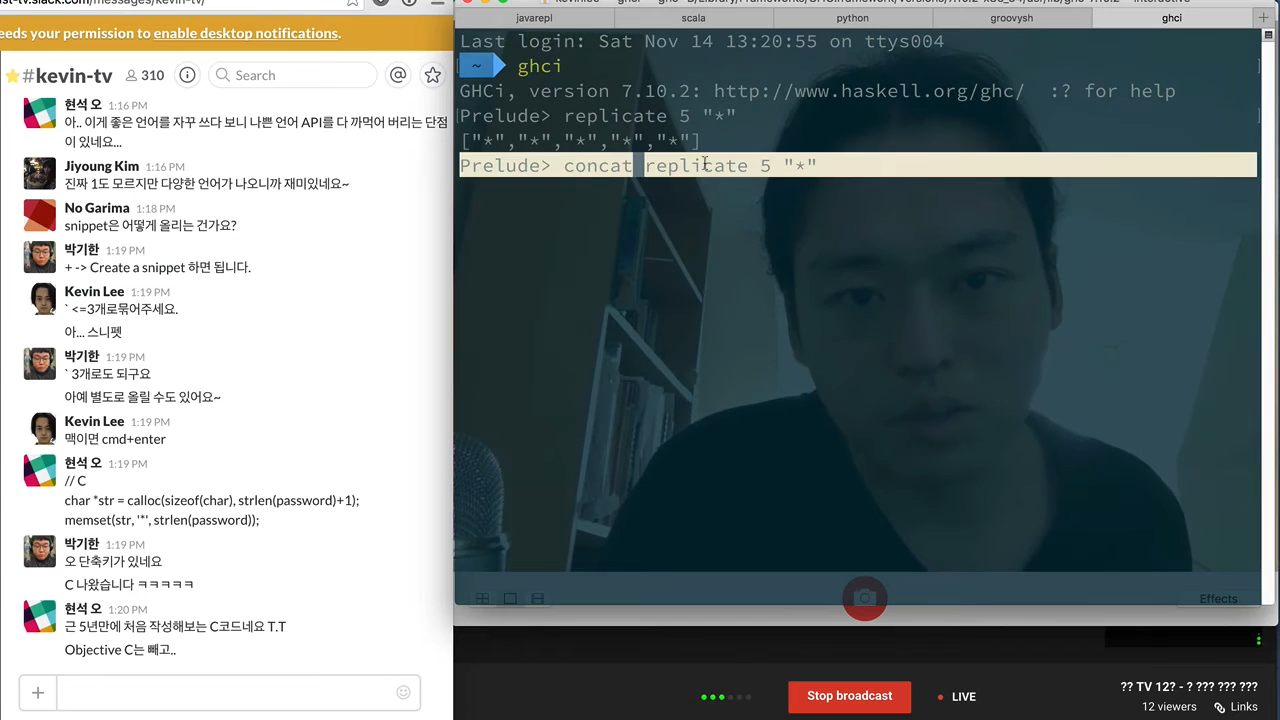 st-tv.slack.com/messages/kevin-tv/
eeds your permission to enable desktop notifications.
#kevin-tv
310
Search
현석 오 1:16 PM
아.. 이게 좋은 언어를 자꾸 쓰다 보니 나쁜 언어 API를 다 까먹어 버리는 단점
이 있네요...
Jiyoung Kim 1:16 PM
진짜 1도 모르지만 다양한 언어가 나오니까 재미있네요~
No Garima 1:18 PM
snippet은 어떻게 올리는 건가요?
박기한 1:19 PM
+ -> Create a snippet 하면 됩니다.
Kevin Lee 1:19 PM
` <=3개로묶어주세요.
아... 스니펫
박기한 1:19 PM
` 3개로도 되구요
아예 별도로 올릴 수도 있어요~
Kevin Lee 1:19 PM
맥이면 cmd+enter
현석 오 1:19 PM
// C
char *str = calloc(sizeof(char), strlen(password)+1);
memset(str, '*', strlen(password));
박기한 1:19 PM
오 단축키가 있네요
C 나왔습니다 ㅋㅋㅋㅋㅋ
현석 오 1:20 PM
근 5년만에 처음 작성해보는 C코드네요 T.T
Objective C는 빼고..
javarepl
scala
python
groovysh
ghci
Last login: Sat Nov 14 13:20:55 on ttys004
~ ghci
GHCi, version 7.10.2: http://www.haskell.org/ghc/ :? for help
Prelude> replicate 5 "*"
["*","*","*","*","*"]
Prelude> concat replicate 5 "*"
Effects
Stop broadcast
LIVE
?? TV 12? - ? ??? ??? ???
12 viewers
Links